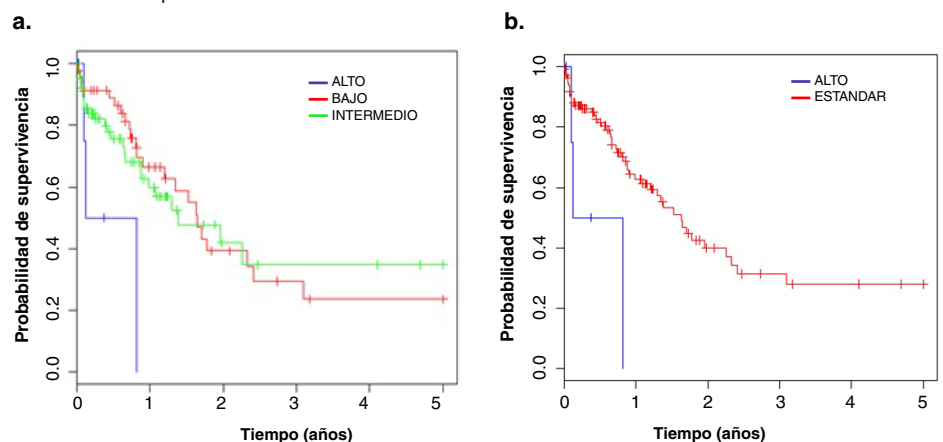 a.
Probabilidad de supervivencia
1.0
0.8
0.6
0.4
0.2
0.0
ALTO
BAJO
INTERMEDIO
0 1 2 3 4 5
Tiempo (años)
b.
Probabilidad de supervivencia
1.0
0.8
0.6
0.4
0.2
0.0
ALTO
ESTANDAR
0 1 2 3 4 5
Tiempo (años)